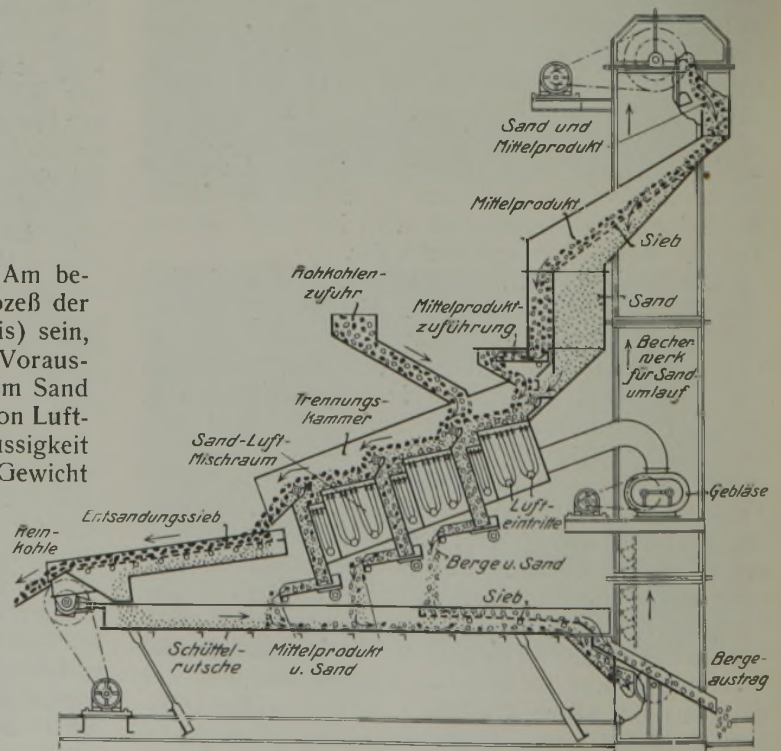 Am be-
ozeß der
is) sein,
Voraus-
m Sand
on Luft-
üssigkeit
Gewicht
Sand und
Mittelprodukt
Mittelprodukt
Sieb
Rohkohlen-
zufuhr
Mittelprodukt-
zuführung
Sand
Becher
werk
für Sand
umlauf
Trennungs-
kammer
Sand-Luft-
Mischraum
Luft-
eintritte
Gebläse
Entsandungssieb
Rein-
kohle
Berge u. Sand
Sieb
Schüttel-
rutsche
Mittelprodukt
u. Sand
Berge-
austrag